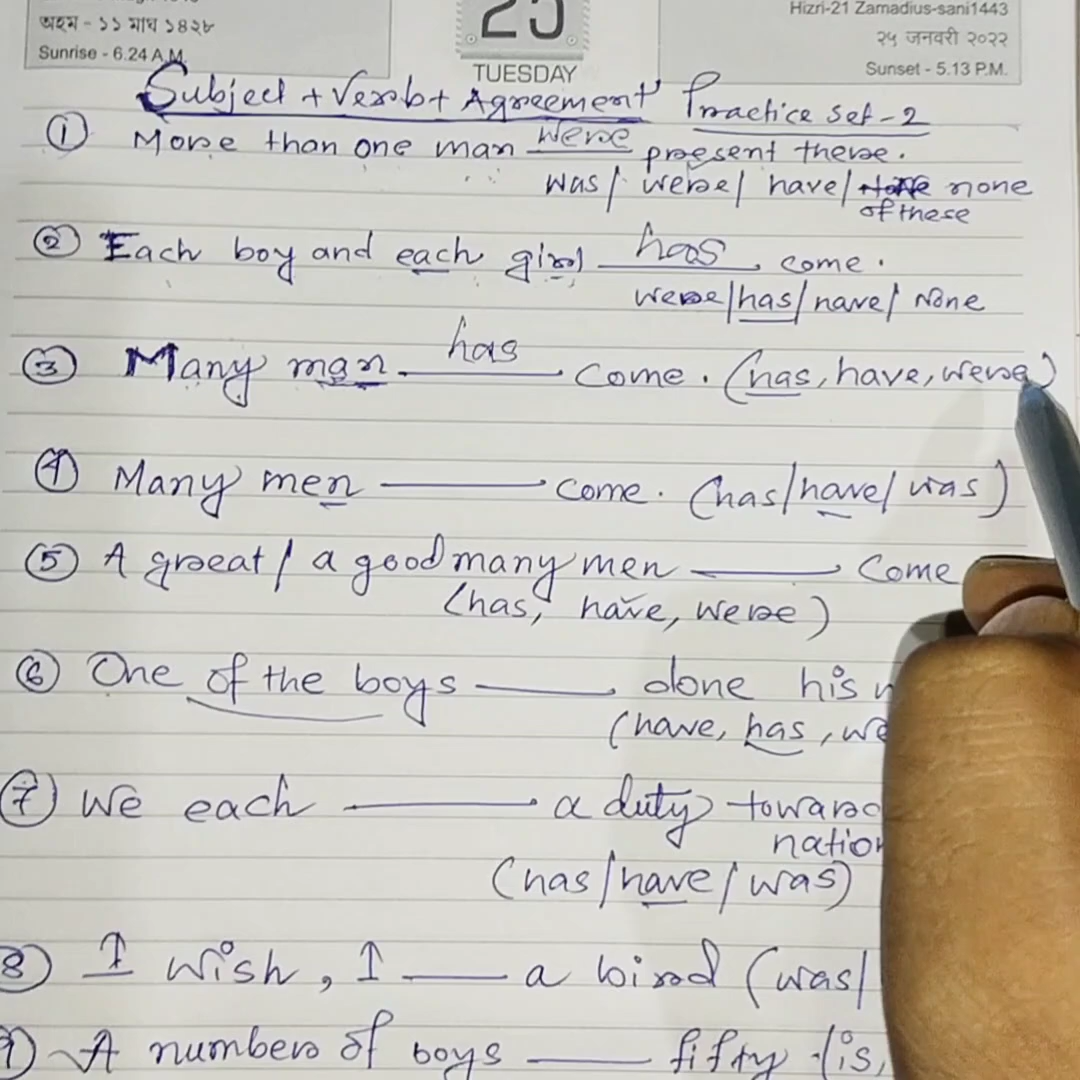 25
Hizri-21 Zamadius-sani1443
অহম - ১১ মাঘ ১৪২৮
२५ जनवरी २०२२
Sunrise - 6.24 A.M.
TUESDAY
Sunset - 5.13 P.M.
Subject + Verb + Agreement Practice Set - 2
① More than one man were present there.
was/ were/ have/ none
of these
② Each boy and each girl has come.
were/has/have/ None
③ Many man has come. (has, have, were)
④ Many men ——— come. (has/have/ was)
⑤ A great / a good many men ——— come
(has, have, were)
⑥ One of the boys ——— done his
(have, has, we
⑦ We each ——— a duty toward
nation
(has/have/was)
8) I wish, I ——— a bird (was/
9) A number of boys ——— fifty (is,